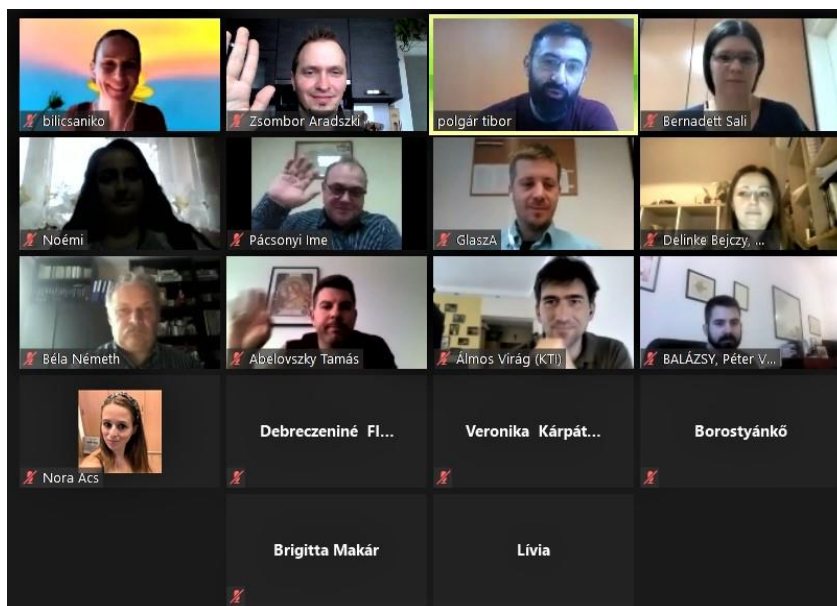 bilicsaniko
Zsombor Aradszki
polgár tibor
Bernadett Sali
Noémi
Pácsonyi Ime
GlaszA
Delinke Bejczy, ...
Béla Németh
Abelovszky Tamás
Álmos Virág (KTI)
BALÁZSY, Péter V...
Nora Acs
Debreczeniné Fl...
Veronika Kárpát...
Borostyánkő
Brigitta Makár
Lívia